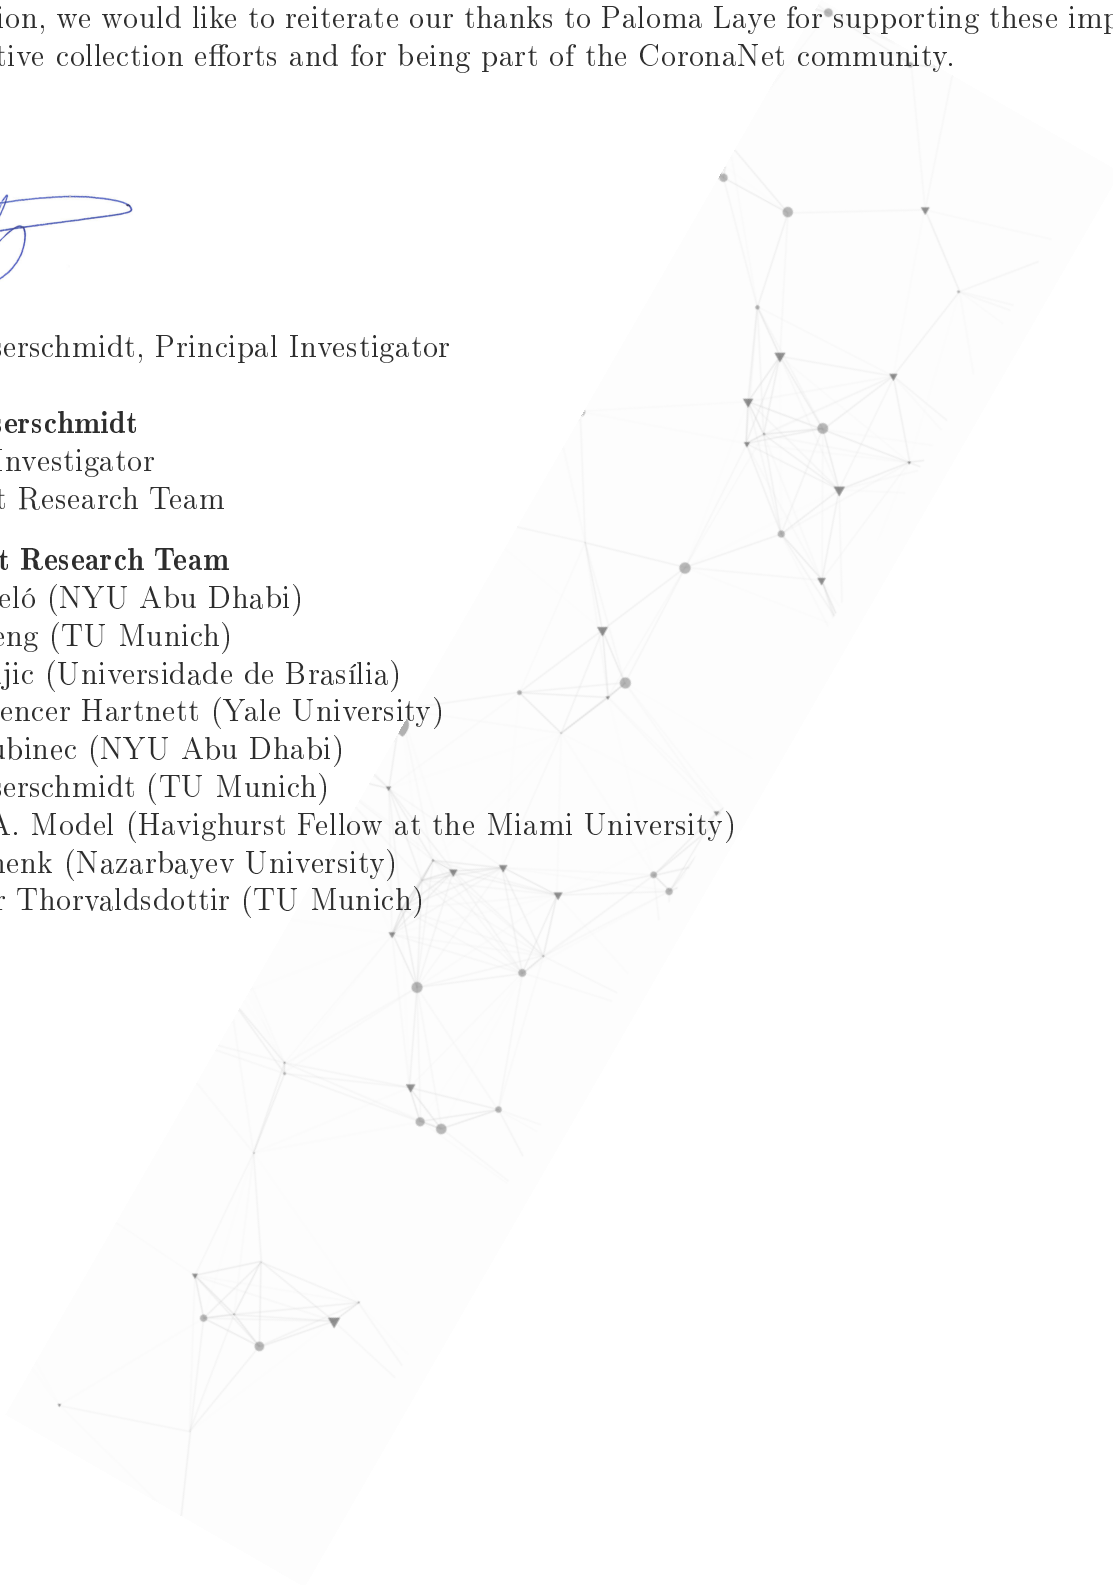 ion, we would like to reiterate our thanks to Paloma Laye for supporting these imp
tive collection efforts and for being part of the CoronaNet community.
serschmidt, Principal Investigator
serschmidt
Investigator
t Research Team
t Research Team
eló (NYU Abu Dhabi)
eng (TU Munich)
ajic (Universidade de Brasília)
encer Hartnett (Yale University)
ubinec (NYU Abu Dhabi)
serschmidt (TU Munich)
A. Model (Havighurst Fellow at the Miami University)
henk (Nazarbayev University)
r Thorvaldsdottir (TU Munich)